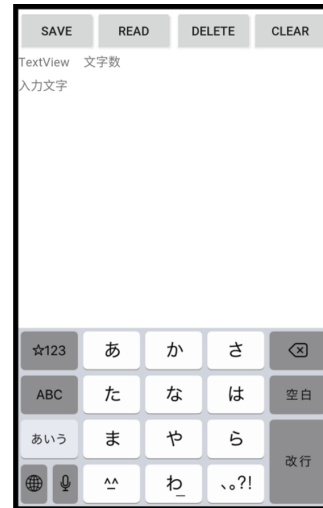 SAVE READ DELETE CLEAR
TextView 文字数
入力文字
☆123 あ か さ
ABC た な は 空白
あいう ま や ら 改行
^^ わ_ 、。?!